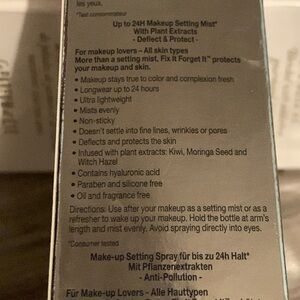 les yeux.
*Test consommateur
Up to 24H Makeup Setting Mist*
With Plant Extracts
- Deflect & Protect -
For makeup lovers – All skin types
More than a setting mist, Fix It Forget It™ protects
your makeup and skin.
• Makeup stays true to color and complexion fresh
• Longwear up to 24 hours
• Ultra lightweight
• Mists evenly
• Non-sticky
• Doesn't settle into fine lines, wrinkles or pores
• Deflects and protects the skin
• Infused with plant extracts: Kiwi, Moringa Seed and
Witch Hazel
• Contains hyaluronic acid
• Paraben and silicone free
• Oil and fragrance free
Directions: Use after your makeup as a setting mist or as a
refresher to wake up your makeup. Hold the bottle at arm's
length and mist evenly. Avoid spraying directly into eyes.
*Consumer tested
Make-up Setting Spray für bis zu 24h Halt*
Mit Pflanzenextrakten
- Anti-Pollution -
Für Make-up Lovers - Alle Hauttypen